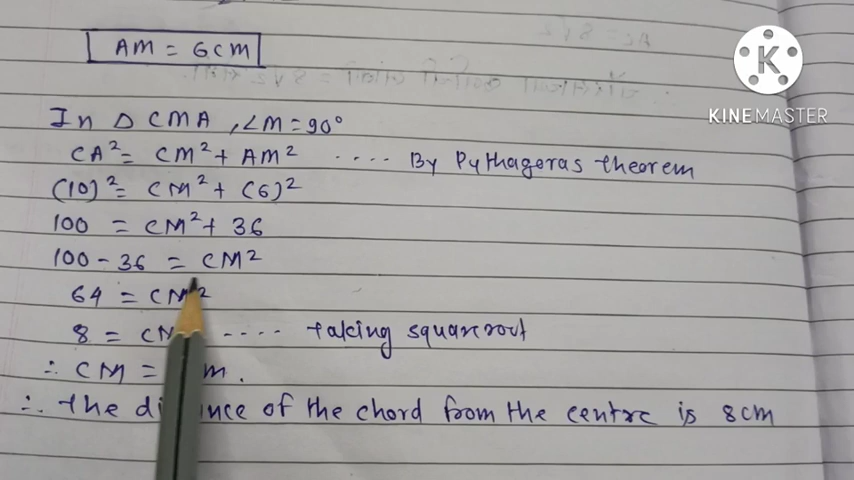 AM = 6CM
KINEMASTER
In △ CMA, ∠M = 90°
CA² = CM² + AM² .... By Pythagoras theorem
(10)² = CM² + (6)²
100 = CM² + 36
100 - 36 = CM²
64 = CM²
8 = CM .... taking squareroot
∴ CM = m.
∴ The distance of the chord from the centre is 8cm